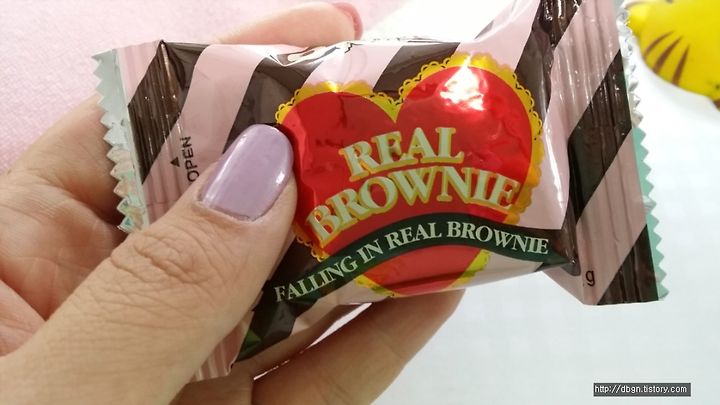 OPEN
REAL
BROWNIE
FALLING IN REAL BROWNIE
g
http://dbgn.tistory.com